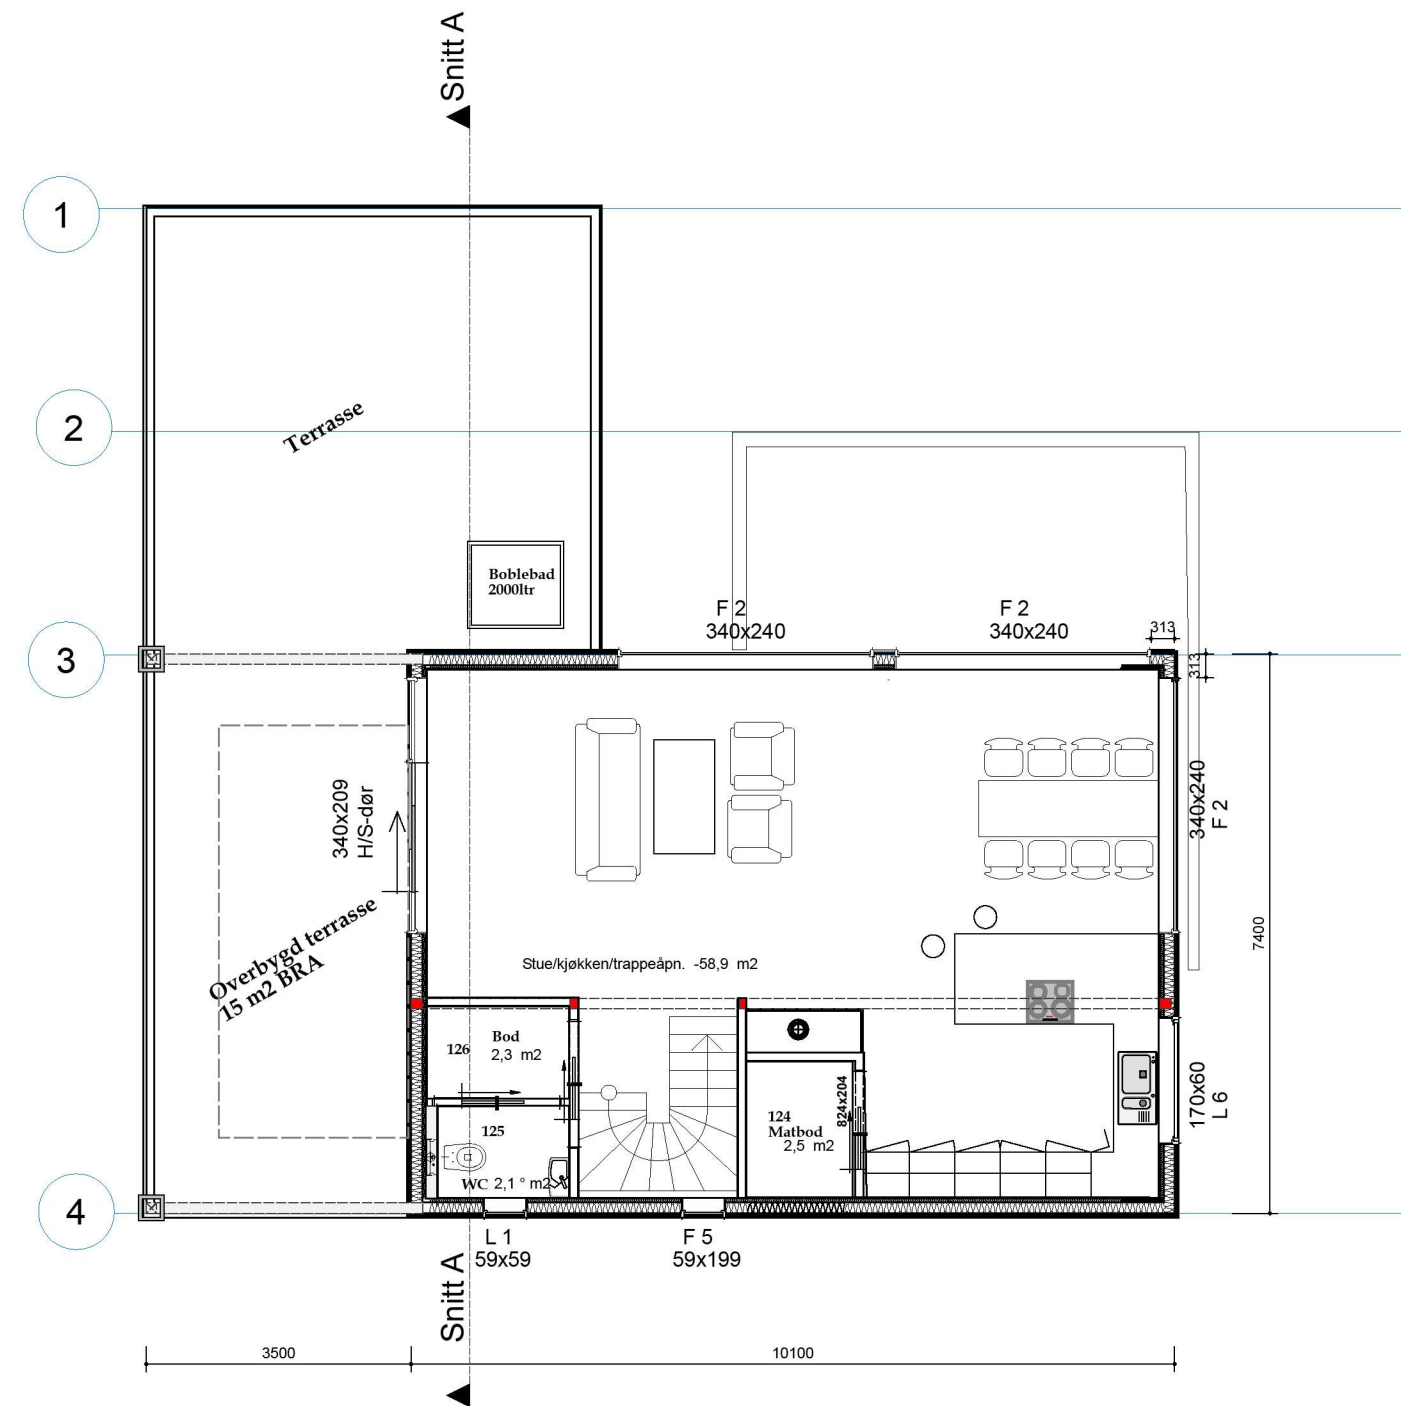 Snitt A
1
2
Terrasse
Boblebad
2000ltr
F 2
340x240
F 2
340x240
313
313
3
340x209
H/S-dør
340x240
F 2
7400
Overbygd terrasse
15 m2 BRA
Stue/kjøkken/trappeåpn. -58,9 m2
Bod
126 2,3 m2
824x204
170x60
L 6
124
Matbod
2,5 m2
125
WC 2,1 ° m2
4
L 1
59x59
F 5
59x199
Snitt A
3500
10100